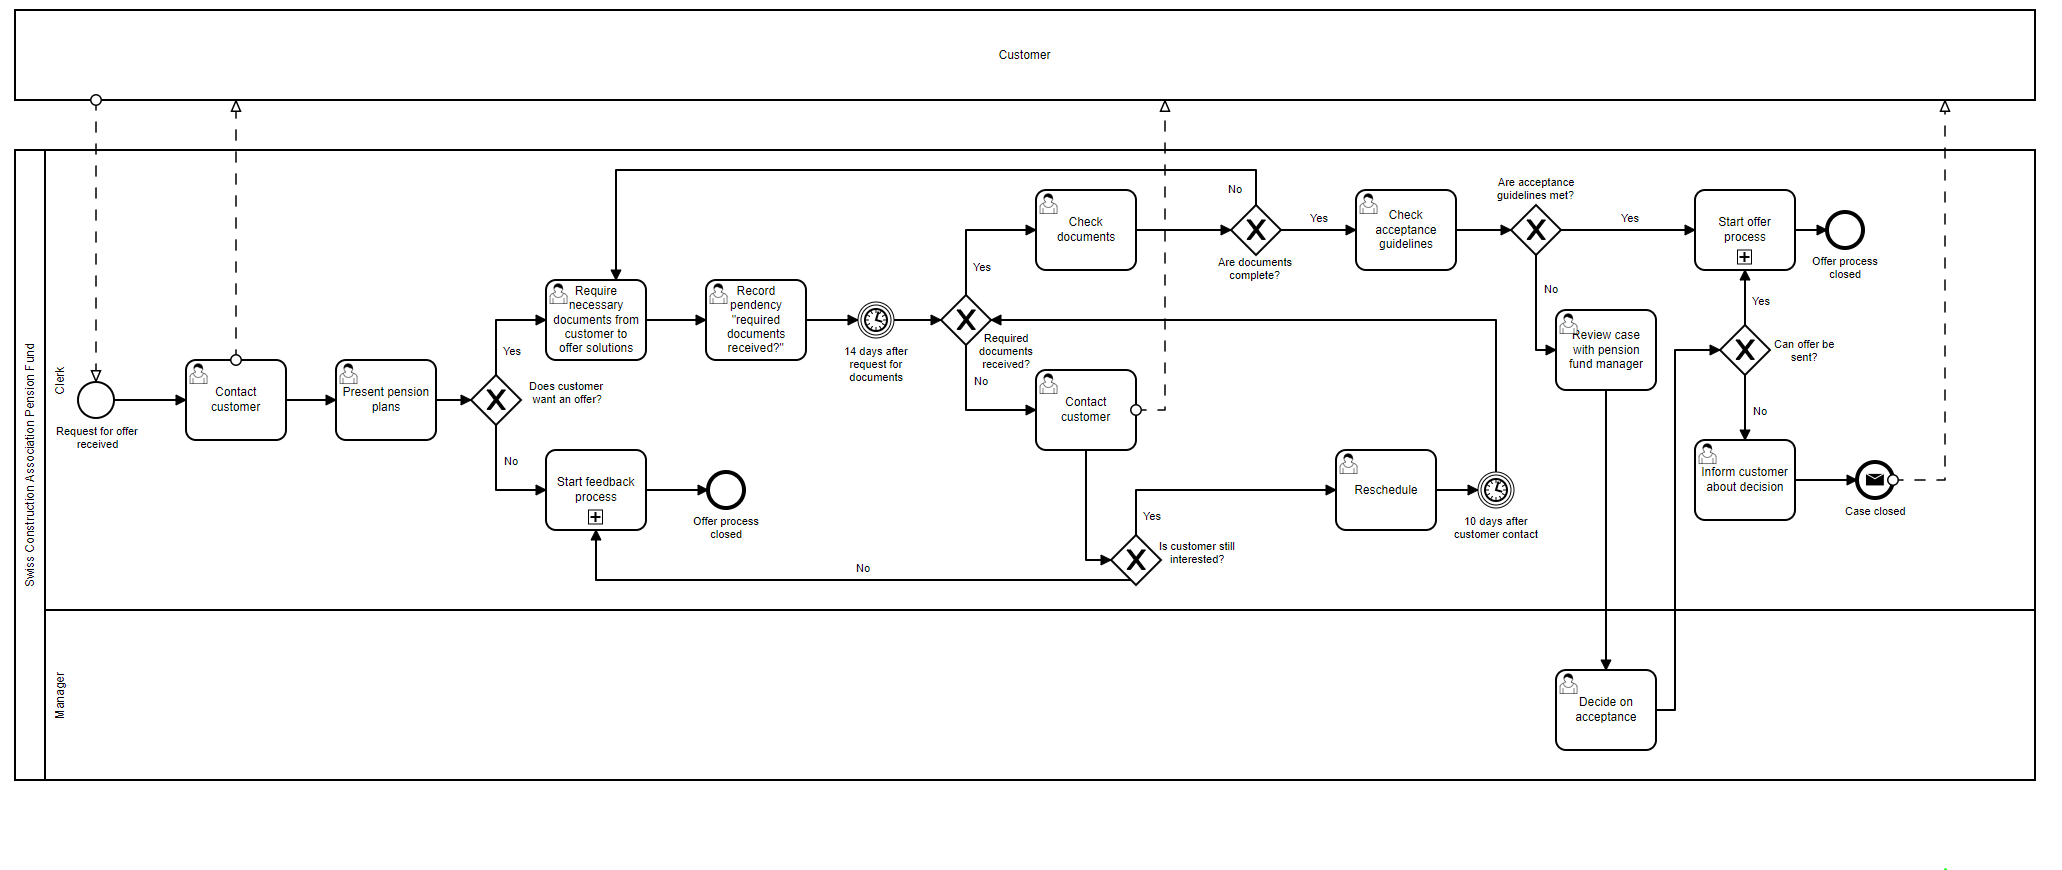 Customer
Swiss Construction Association Pension Fund
Clerk
Manager
Request for offer
received
Contact
customer
Present pension
plans
Does customer
want an offer?
Yes
No
Require
necessary
documents from
customer to
offer solutions
Record
pendency
"required
documents
received?"
14 days after
request for
documents
Start feedback
process
Offer process
closed
Required
documents
received?
Yes
No
Check
documents
Contact
customer
No
Yes
Are documents
complete?
Is customer still
interested?
Yes
No
Reschedule
10 days after
customer contact
Check
acceptance
guidelines
Are acceptance
guidelines met?
Yes
No
Review case
with pension
fund manager
Decide on
acceptance
Can offer be
sent?
Yes
No
Start offer
process
Offer process
closed
Inform customer
about decision
Case closed